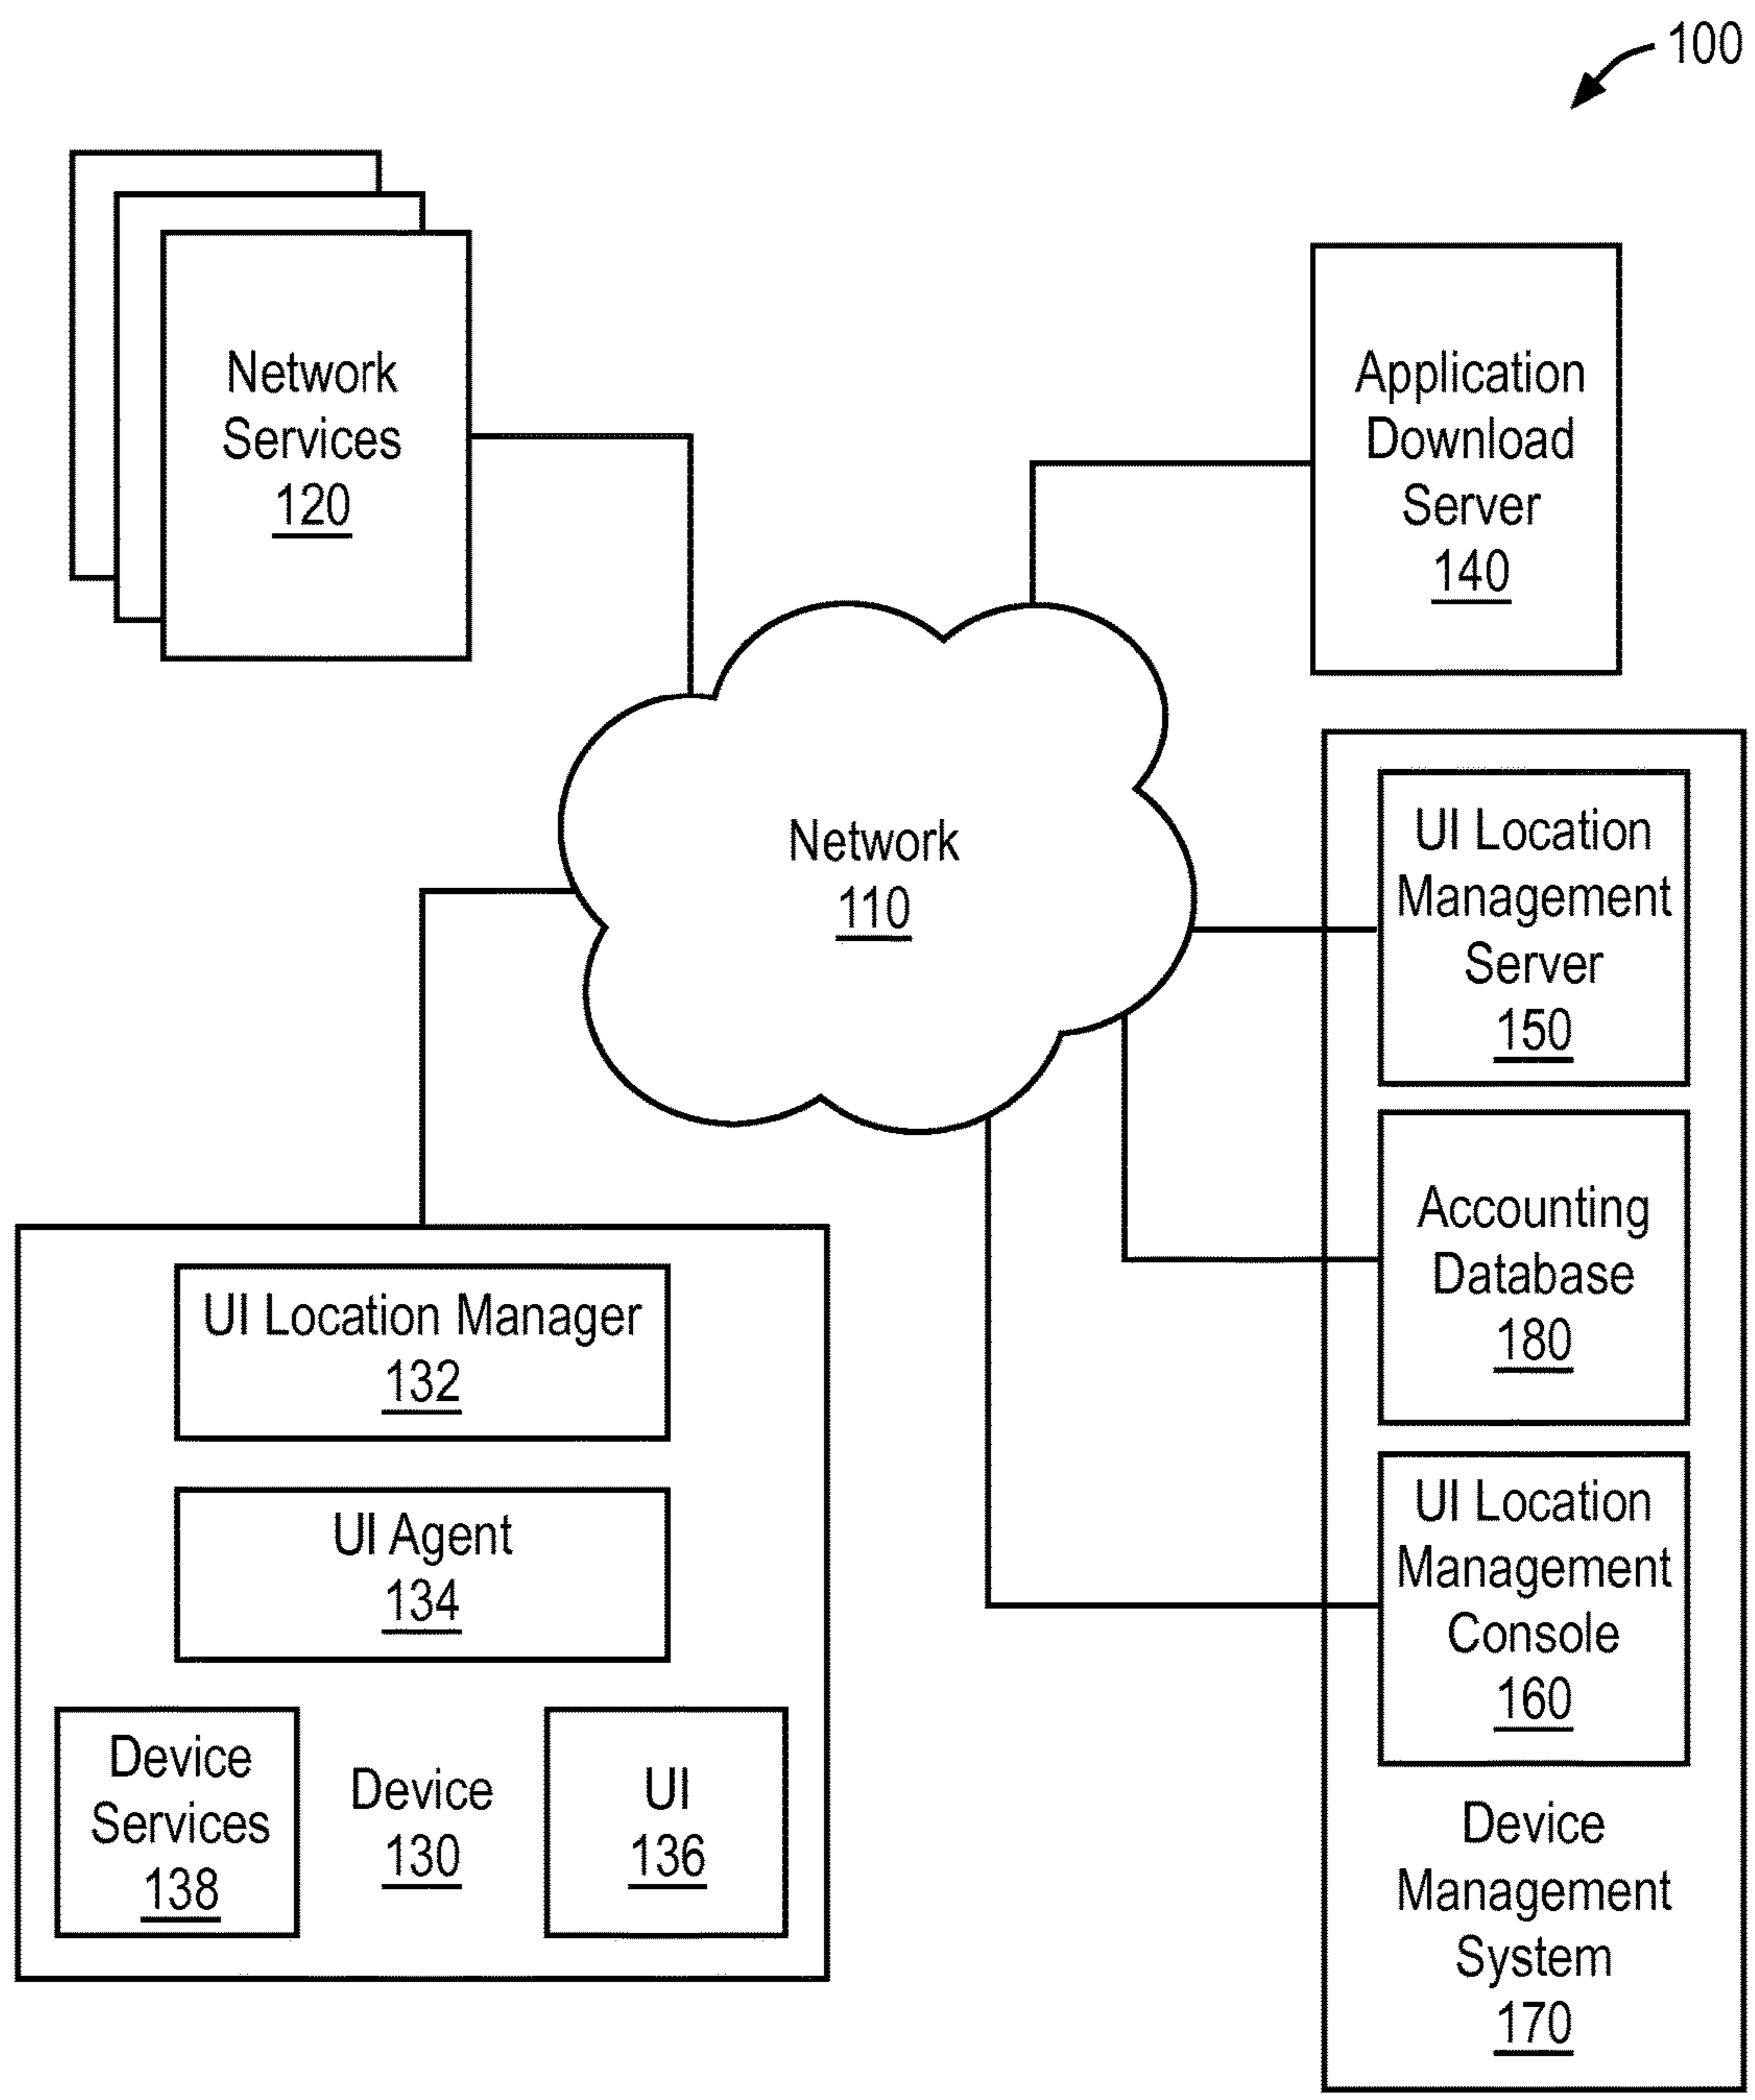 100
Network
Services
120
Application
Download
Server
140
Network
110
UI Location
Management
Server
150
Accounting
Database
180
UI Location
Management
Console
160
Device
Management
System
170
UI Location Manager
132
UI Agent
134
Device
Services
138
Device
130
UI
136